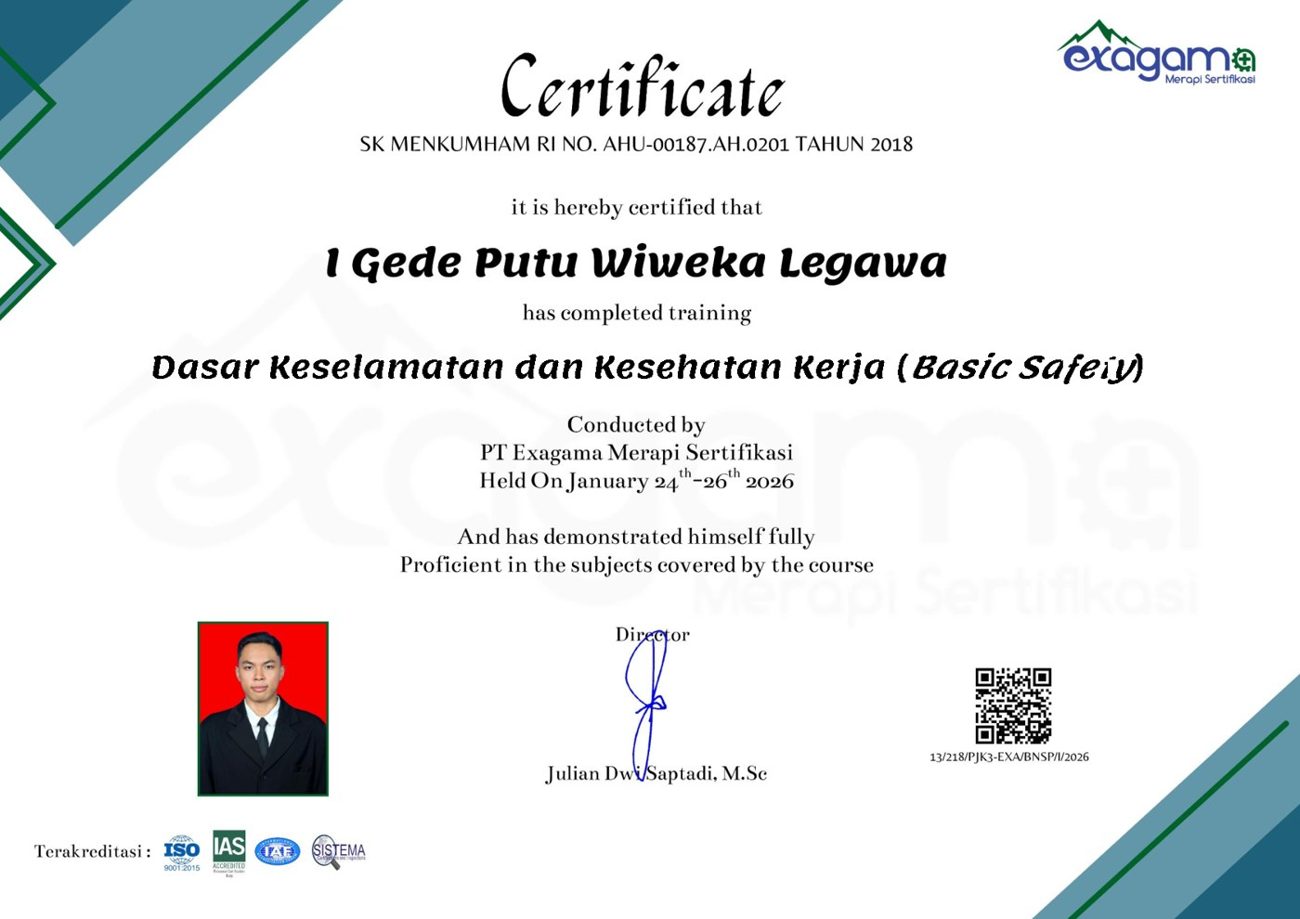 exagama
Merapi Sertifikasi
Certificate
SK MENKUMHAM RI NO. AHU-00187.AH.0201 TAHUN 2018
it is hereby certified that
I Gede Putu Wiweka Legawa
has completed training
Dasar Keselamatan dan Kesehatan Kerja (Basic Safety)
Conducted by
PT Exagama Merapi Sertifikasi
Held On January 24th-26th 2026
And has demonstrated himself fully
Proficient in the subjects covered by the course
exagama
Merapi Sertifikasi
Director
Julian Dwi Saptadi, M.Sc
13/218/PJK3-EXA/BNSP/I/2026
Terakreditasi :
ISO
9001:2015
IAS
ACCREDITED
IAF
SISTEMA